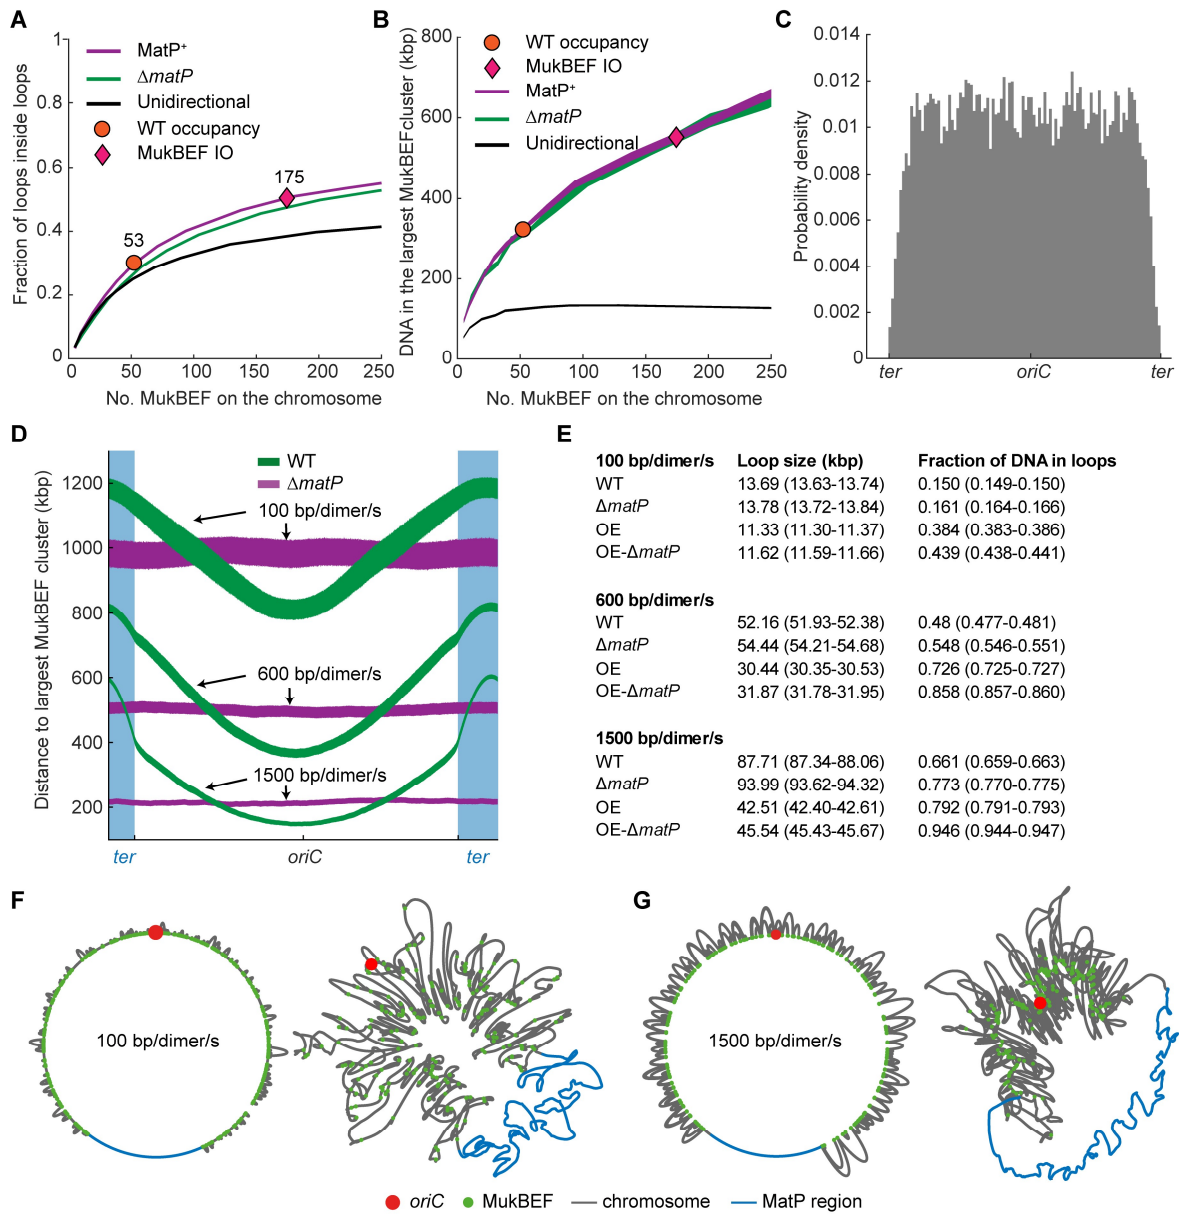 A
Fraction of loops inside loops
1
0.8
0.6
0.4
0.2
0
MatP+
ΔmatP
Unidirectional
WT occupancy
MukBEF IO
53
175
0 50 100 150 200 250
No. MukBEF on the chromosome
B
DNA in the largest MukBEF cluster (kbp)
800
600
400
200
0
WT occupancy
MukBEF IO
MatP+
ΔmatP
Unidirectional
0 50 100 150 200 250
No. MukBEF on the chromosome
C
Probability density
0.014
0.012
0.01
0.008
0.006
0.004
0.002
0
ter oriC ter
D
Distance to largest MukBEF cluster (kbp)
1200
1000
800
600
400
200
WT
ΔmatP
100 bp/dimer/s
600 bp/dimer/s
1500 bp/dimer/s
ter oriC ter
E
100 bp/dimer/s Loop size (kbp) Fraction of DNA in loops
WT 13.69 (13.63-13.74) 0.150 (0.149-0.150)
ΔmatP 13.78 (13.72-13.84) 0.161 (0.164-0.166)
OE 11.33 (11.30-11.37) 0.384 (0.383-0.386)
OE-ΔmatP 11.62 (11.59-11.66) 0.439 (0.438-0.441)
600 bp/dimer/s
WT 52.16 (51.93-52.38) 0.48 (0.477-0.481)
ΔmatP 54.44 (54.21-54.68) 0.548 (0.546-0.551)
OE 30.44 (30.35-30.53) 0.726 (0.725-0.727)
OE-ΔmatP 31.87 (31.78-31.95) 0.858 (0.857-0.860)
1500 bp/dimer/s
WT 87.71 (87.34-88.06) 0.661 (0.659-0.663)
ΔmatP 93.99 (93.62-94.32) 0.773 (0.770-0.775)
OE 42.51 (42.40-42.61) 0.792 (0.791-0.793)
OE-ΔmatP 45.54 (45.43-45.67) 0.946 (0.944-0.947)
F
100 bp/dimer/s
G
1500 bp/dimer/s
oriC MukBEF chromosome MatP region